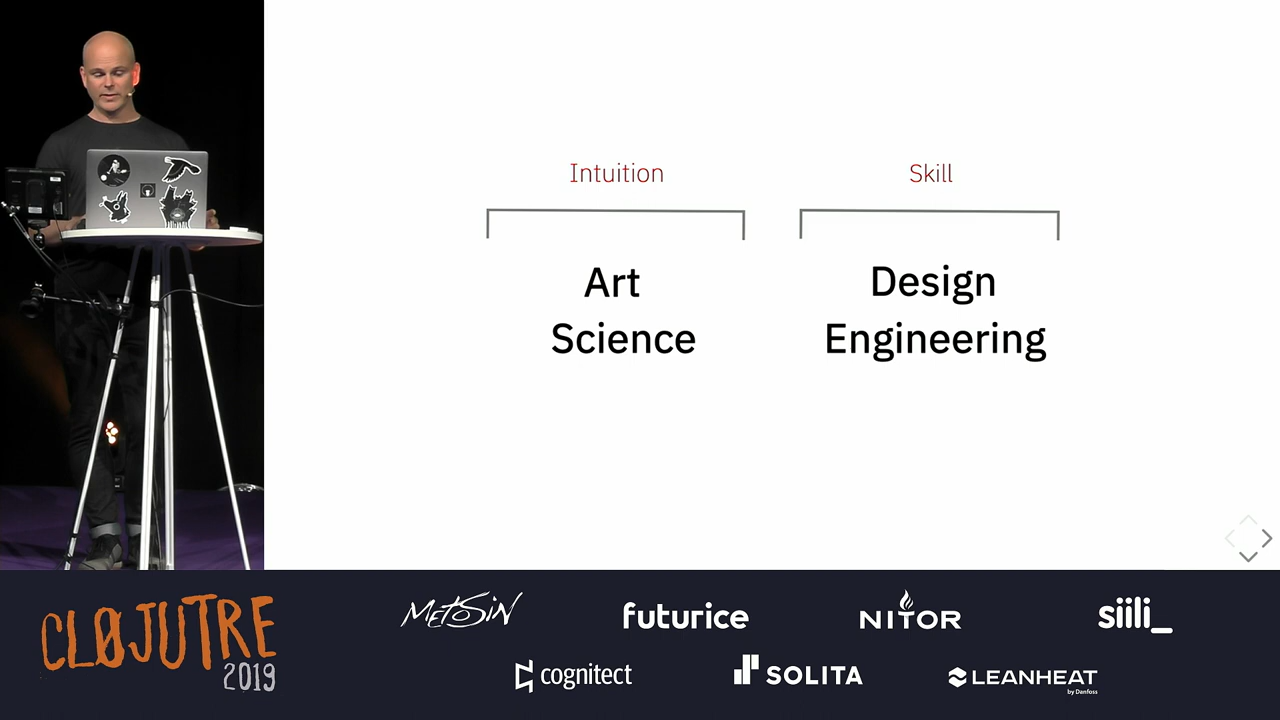 Intuition
Skill
Art
Science
Design
Engineering
CLØJUTRE
2019
METOSIN
futurice
NITOR
siili_
cognitect
SOLITA
LEANHEAT
by Danfoss